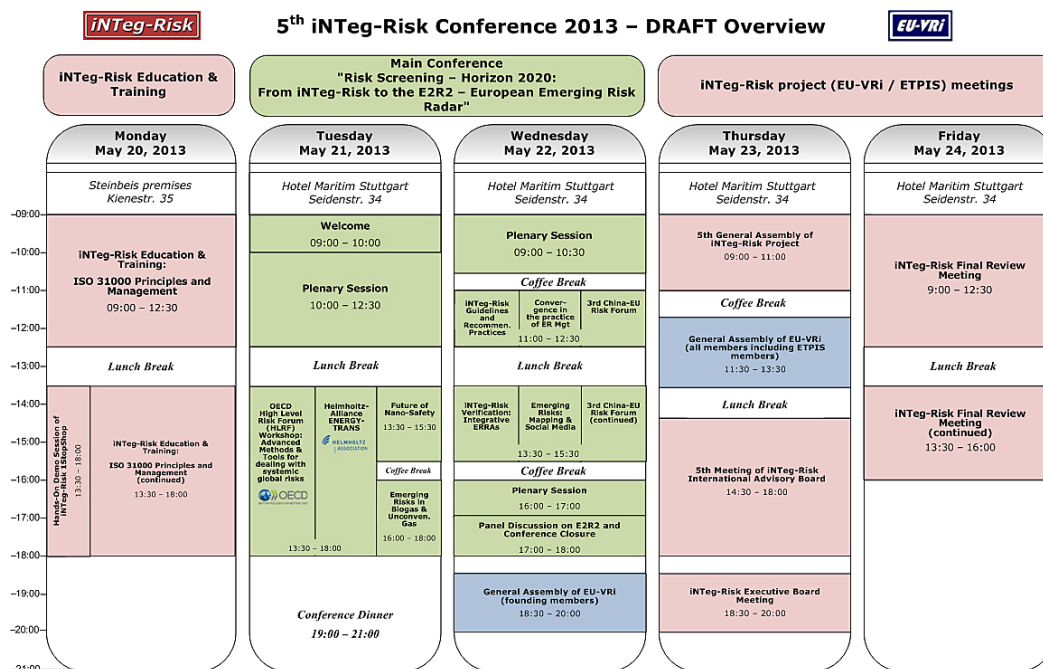 iNTeg-Risk
5th iNTeg-Risk Conference 2013 – DRAFT Overview
EU-VRi
iNTeg-Risk Education &
Training
Main Conference
"Risk Screening – Horizon 2020:
From iNTeg-Risk to the E2R2 – European Emerging Risk
Radar"
iNTeg-Risk project (EU-VRi / ETPIS) meetings
Monday
May 20, 2013
Tuesday
May 21, 2013
Wednesday
May 22, 2013
Thursday
May 23, 2013
Friday
May 24, 2013
Steinbeis premises
Kienestr. 35
Hotel Maritim Stuttgart
Seidenstr. 34
Hotel Maritim Stuttgart
Seidenstr. 34
Hotel Maritim Stuttgart
Seidenstr. 34
Hotel Maritim Stuttgart
Seidenstr. 34
09:00
10:00
11:00
12:00
13:00
14:00
15:00
16:00
17:00
18:00
19:00
20:00
21:00
iNTeg-Risk Education &
Training:
ISO 31000 Principles and
Management
09:00 – 12:30
Lunch Break
Hands-On Demo Session of
iNTeg-Risk 1StopShop
13:30 – 18:00
iNTeg-Risk Education &
Training:
ISO 31000 Principles and
Management
(continued)
13:30 – 18:00
Welcome
09:00 – 10:00
Plenary Session
10:00 – 12:30
Lunch Break
OECD
High Level Risk
Forum (HLRF)
Workshop:
Advanced
Methods &
Tools for
dealing with
systemic
global risks
OECD
Helmholtz-
Alliance
ENERGY-
TRANS
HELMHOLTZ
ASSOCIATION
13:30 – 18:00
Future of
Nano-Safety
13:30 – 15:30
Coffee Break
Emerging
Risks in
Biogas &
Unconven.
Gas
16:00 – 18:00
Conference Dinner
19:00 – 21:00
Plenary Session
09:00 – 10:30
Coffee Break
iNTeg-Risk
Guidelines
and
Recommen.
Practices
Conver-
gence in
the practice
of ER Mgt
3rd China-EU
Risk Forum
11:00 – 12:30
Lunch Break
iNTeg-Risk
Verification:
Integrative
ERRAs
Emerging
Risks:
Mapping &
Social Media
3rd China-EU
Risk Forum
(continued)
13:30 – 15:30
Coffee Break
Plenary Session
16:00 – 17:00
Panel Discussion on E2R2 and
Conference Closure
17:00 – 18:00
General Assembly of EU-VRi
(founding members)
18:30 – 20:00
5th General Assembly of
iNTeg-Risk Project
09:00 – 11:00
Coffee Break
General Assembly of EU-VRi
(all members including ETPIS
members)
11:30 – 13:30
Lunch Break
5th Meeting of iNTeg-Risk
International Advisory Board
14:30 – 18:00
iNTeg-Risk Executive Board
Meeting
18:30 – 20:00
iNTeg-Risk Final Review
Meeting
9:00 – 12:30
Lunch Break
iNTeg-Risk Final Review
Meeting
(continued)
13:30 – 16:00